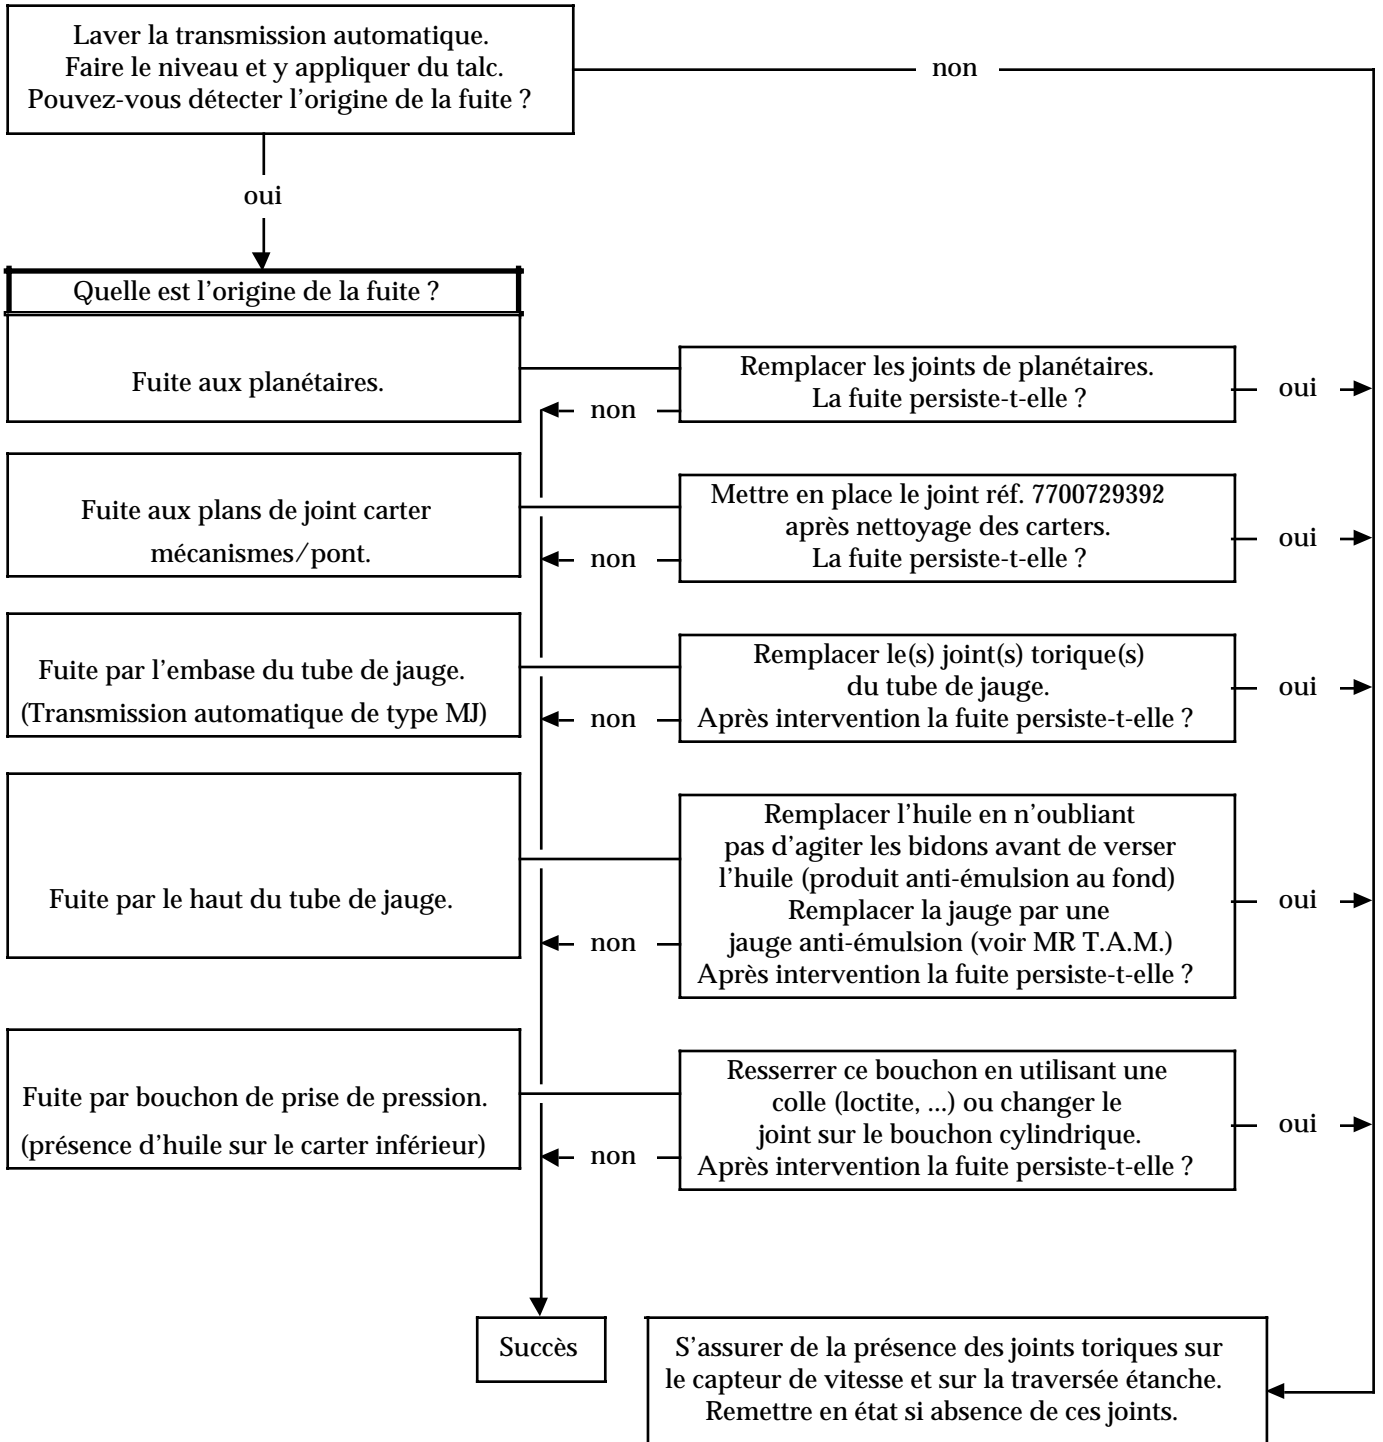 Laver la transmission automatique.
Faire le niveau et y appliquer du talc.
Pouvez-vous détecter l’origine de la fuite ?
non
oui
Quelle est l’origine de la fuite ?
Fuite aux planétaires.
Remplacer les joints de planétaires.
La fuite persiste-t-elle ?
oui
non
Fuite aux plans de joint carter
mécanismes/pont.
Mettre en place le joint réf. 7700729392
après nettoyage des carters.
La fuite persiste-t-elle ?
oui
non
Fuite par l’embase du tube de jauge.
(Transmission automatique de type MJ)
Remplacer le(s) joint(s) torique(s)
du tube de jauge.
Après intervention la fuite persiste-t-elle ?
oui
non
Fuite par le haut du tube de jauge.
Remplacer l’huile en n’oubliant
pas d’agiter les bidons avant de verser
l’huile (produit anti-émulsion au fond)
Remplacer la jauge par une
jauge anti-émulsion (voir MR T.A.M.)
Après intervention la fuite persiste-t-elle ?
oui
non
Fuite par bouchon de prise de pression.
(présence d’huile sur le carter inférieur)
Resserrer ce bouchon en utilisant une
colle (loctite, ...) ou changer le
joint sur le bouchon cylindrique.
Après intervention la fuite persiste-t-elle ?
oui
non
Succès
S’assurer de la présence des joints toriques sur
le capteur de vitesse et sur la traversée étanche.
Remettre en état si absence de ces joints.